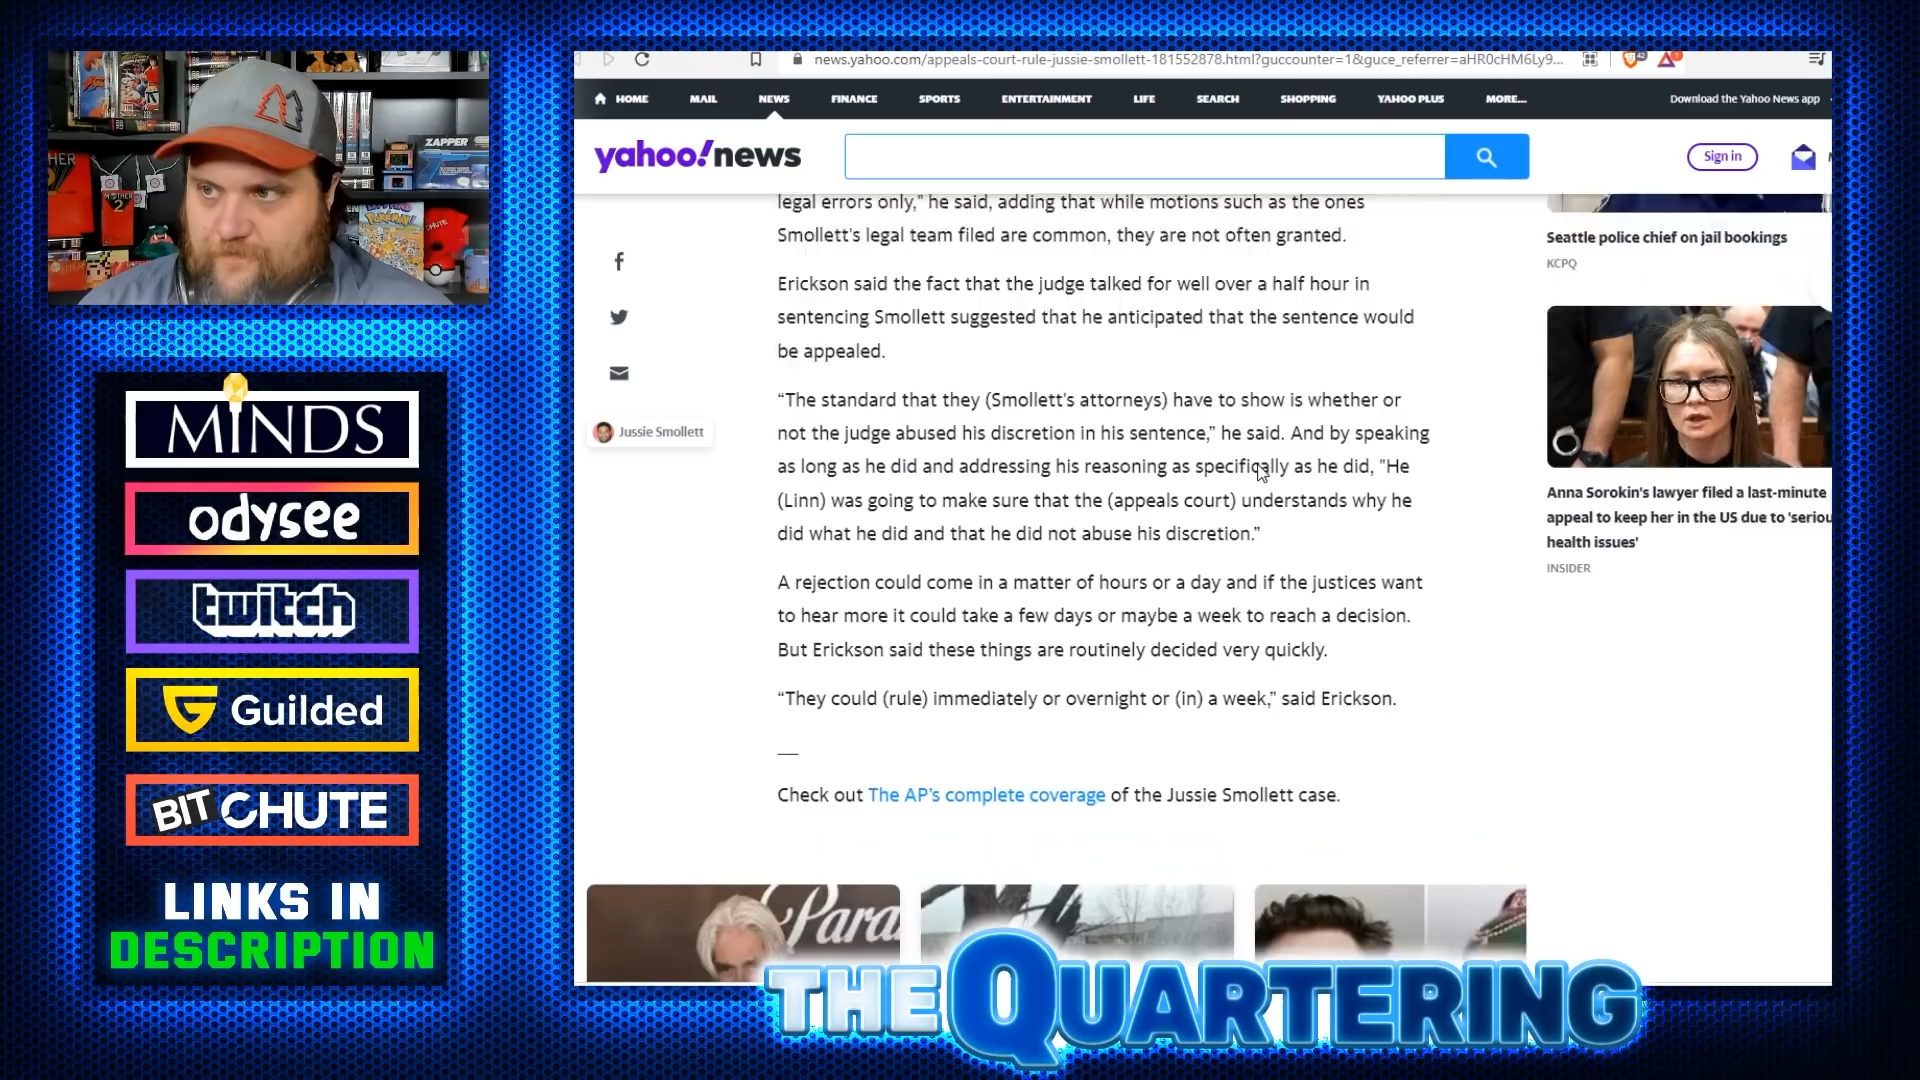 ZAPPER
MOTHER
2
POKéMON
MINDS
odysee
twitch
Guilded
BITCHUTE
LINKS IN
DESCRIPTION
news.yahoo.com/appeals-court-rule-jussie-smollett-181552878.html?guccounter=1&guce_referrer=aHR0cHM6Ly9...
HOME MAIL NEWS FINANCE SPORTS ENTERTAINMENT LIFE SEARCH SHOPPING YAHOO PLUS MORE... Download the Yahoo News app
yahoo!news
Sign in
legal errors only,” he said, adding that while motions such as the ones
Smollett's legal team filed are common, they are not often granted.
Erickson said the fact that the judge talked for well over a half hour in
sentencing Smollett suggested that he anticipated that the sentence would
be appealed.
“The standard that they (Smollett's attorneys) have to show is whether or
not the judge abused his discretion in his sentence,” he said. And by speaking
as long as he did and addressing his reasoning as specifically as he did, "He
(Linn) was going to make sure that the (appeals court) understands why he
did what he did and that he did not abuse his discretion.”
A rejection could come in a matter of hours or a day and if the justices want
to hear more it could take a few days or maybe a week to reach a decision.
But Erickson said these things are routinely decided very quickly.
“They could (rule) immediately or overnight or (in) a week,” said Erickson.
__
Check out The AP’s complete coverage of the Jussie Smollett case.
Jussie Smollett
Seattle police chief on jail bookings
KCPQ
Anna Sorokin's lawyer filed a last-minute
appeal to keep her in the US due to 'seriou
health issues'
INSIDER
Para
THE QUARTERING